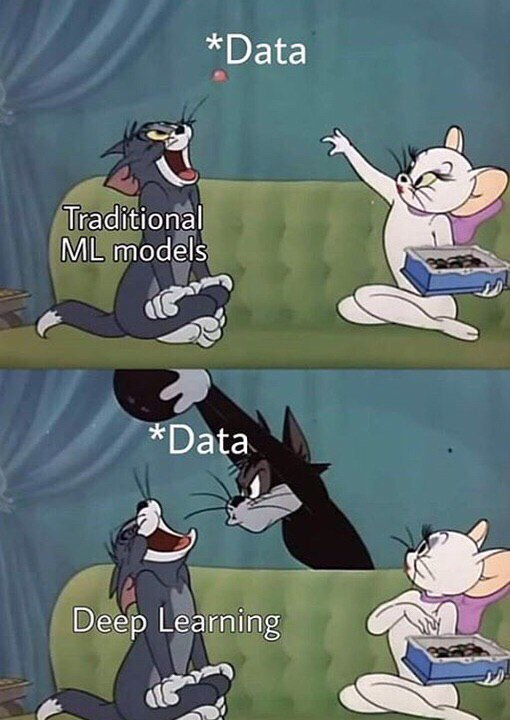 *Data
Traditional
ML models
*Data
Deep Learning